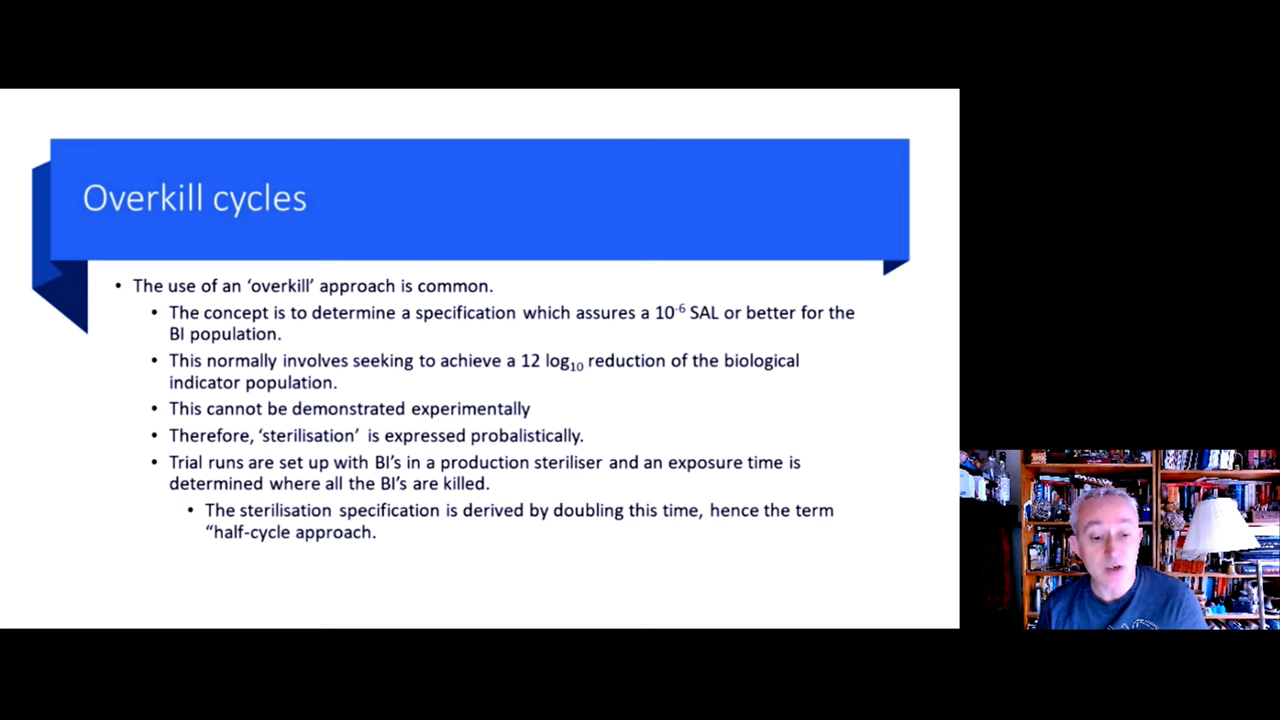 Overkill cycles
• The use of an ‘overkill’ approach is common.
• The concept is to determine a specification which assures a 10⁻⁶ SAL or better for the
BI population.
• This normally involves seeking to achieve a 12 log₁₀ reduction of the biological
indicator population.
• This cannot be demonstrated experimentally
• Therefore, ‘sterilisation’ is expressed probalistically.
• Trial runs are set up with BI’s in a production steriliser and an exposure time is
determined where all the BI’s are killed.
• The sterilisation specification is derived by doubling this time, hence the term
“half-cycle approach.